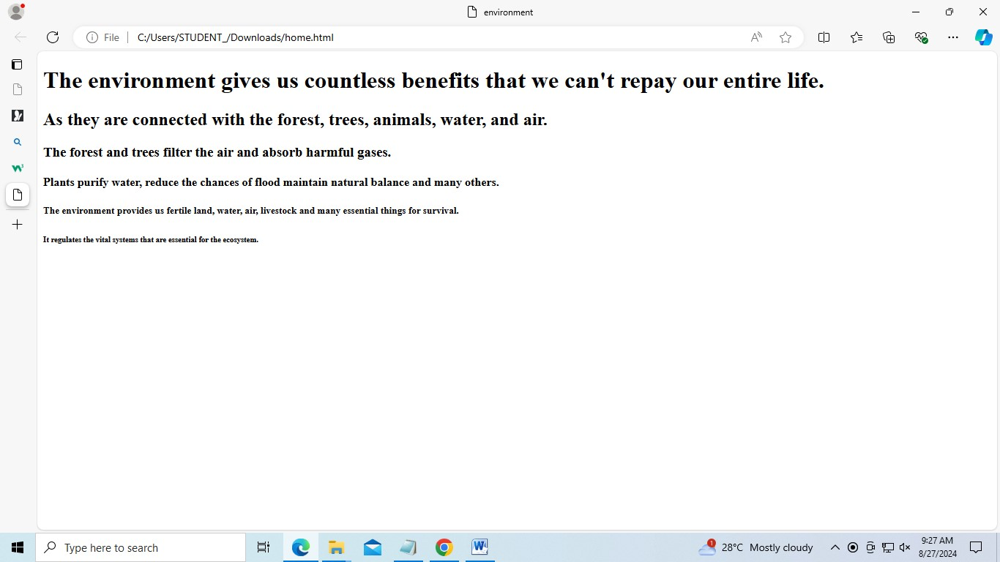 environment
File
C:/Users/STUDENT_/Downloads/home.html
The environment gives us countless benefits that we can't repay our entire life.
As they are connected with the forest, trees, animals, water, and air.
The forest and trees filter the air and absorb harmful gases.
Plants purify water, reduce the chances of flood maintain natural balance and many others.
The environment provides us fertile land, water, air, livestock and many essential things for survival.
It regulates the vital systems that are essential for the ecosystem.
Type here to search
1
28°C Mostly cloudy
9:27 AM
8/27/2024